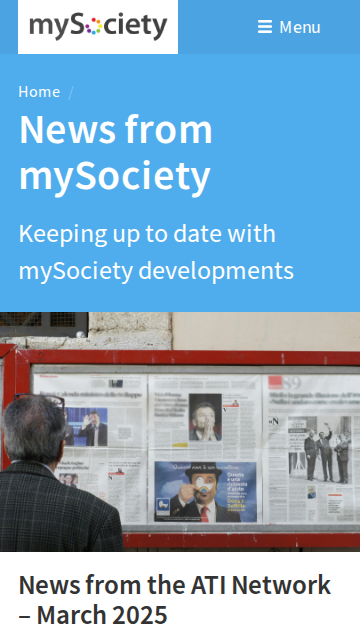 mySociety
Menu
Home /
News from
mySociety
Keeping up to date with
mySociety developments
89
News from the ATI Network
– March 2025